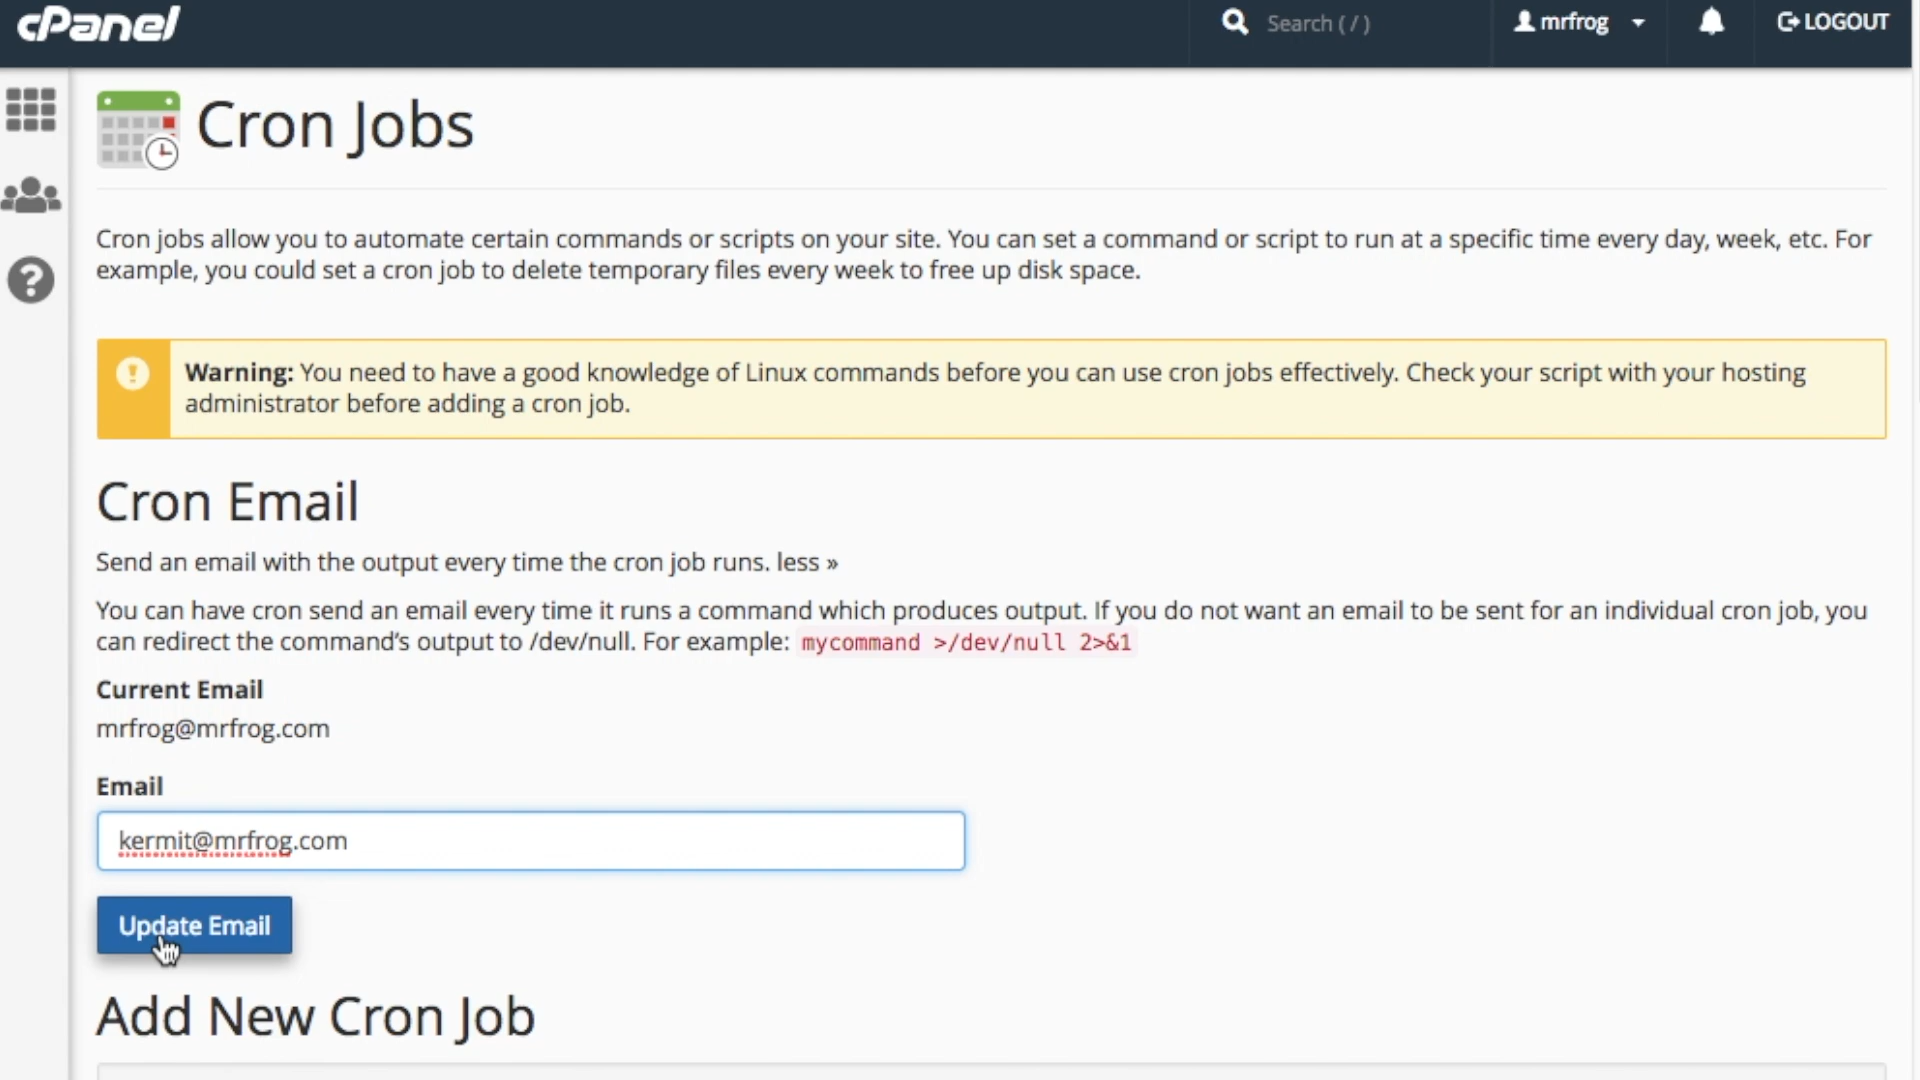 cPanel
Search ( / )
mrfrog
LOGOUT
Cron Jobs
Cron jobs allow you to automate certain commands or scripts on your site. You can set a command or script to run at a specific time every day, week, etc. For
example, you could set a cron job to delete temporary files every week to free up disk space.
Warning: You need to have a good knowledge of Linux commands before you can use cron jobs effectively. Check your script with your hosting
administrator before adding a cron job.
Cron Email
Send an email with the output every time the cron job runs. less »
You can have cron send an email every time it runs a command which produces output. If you do not want an email to be sent for an individual cron job, you
can redirect the command's output to /dev/null. For example: mycommand >/dev/null 2>&1
Current Email
mrfrog@mrfrog.com
Email
kermit@mrfrog.com
Update Email
Add New Cron Job